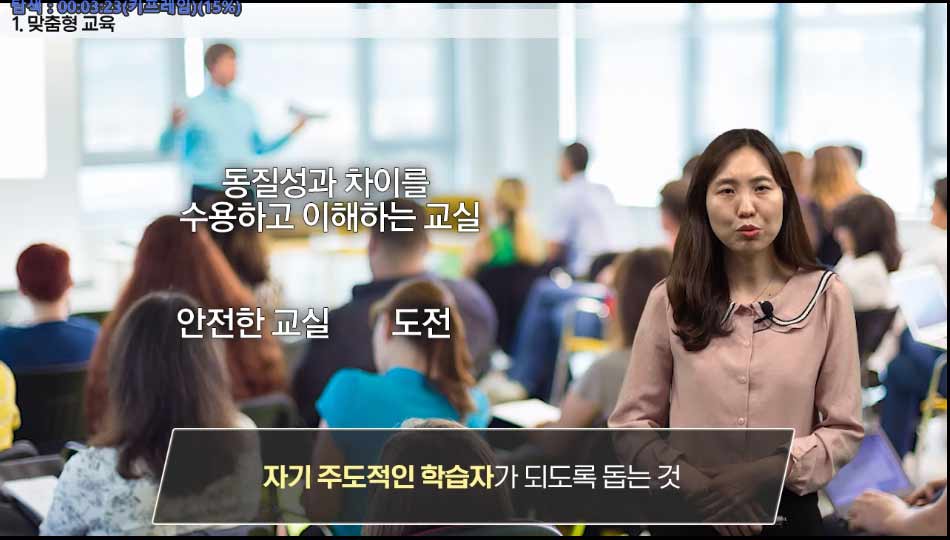 탐색 : 00:03:23(키프레임)(15%)
1. 맞춤형 교육
동질성과 차이를
수용하고 이해하는 교실
안전한 교실 도전
자기 주도적인 학습자가 되도록 돕는 것